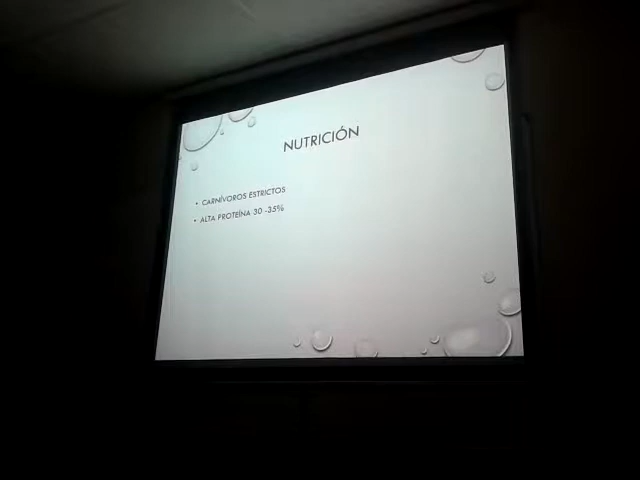 NUTRICIÓN
• CARNÍVOROS ESTRICTOS
• ALTA PROTEÍNA 30 -35%